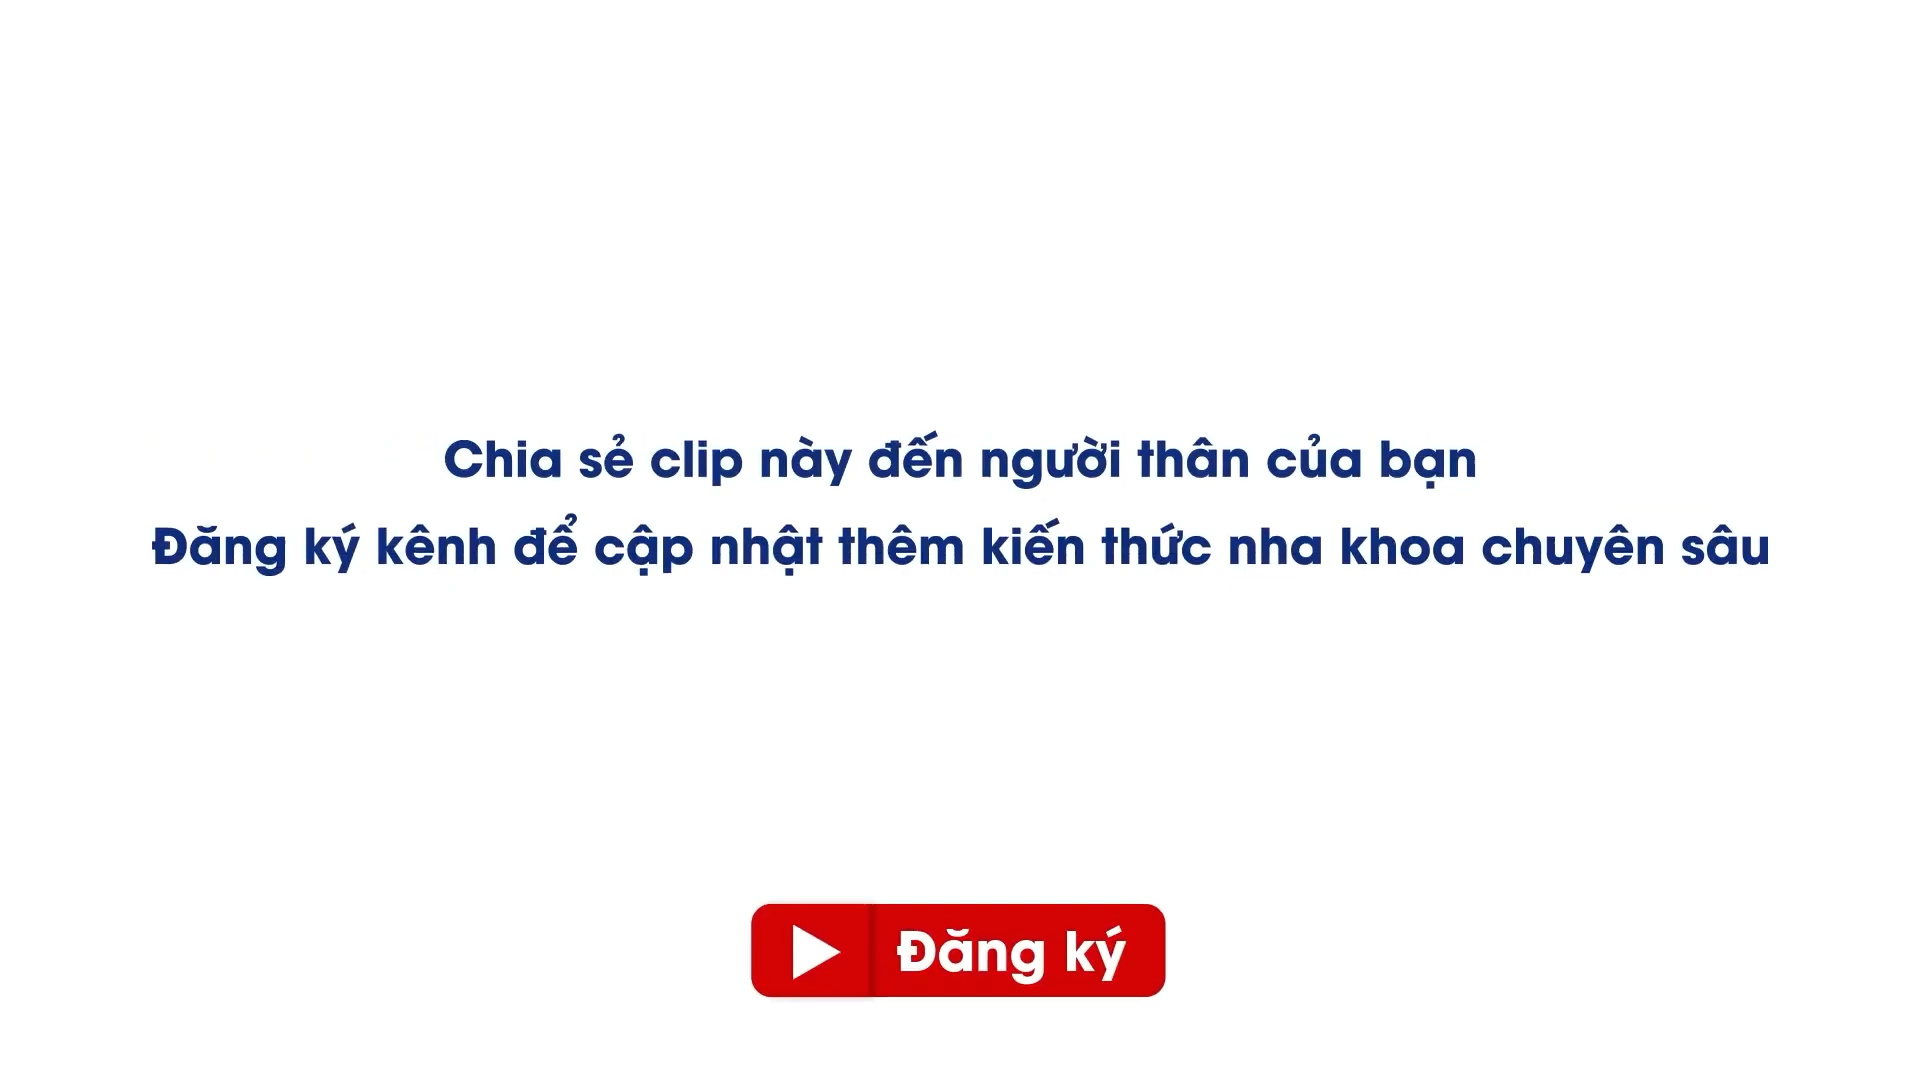 Chia sẻ clip này đến người thân của bạn
Đăng ký kênh để cập nhật thêm kiến thức nha khoa chuyên sâu
Đăng ký